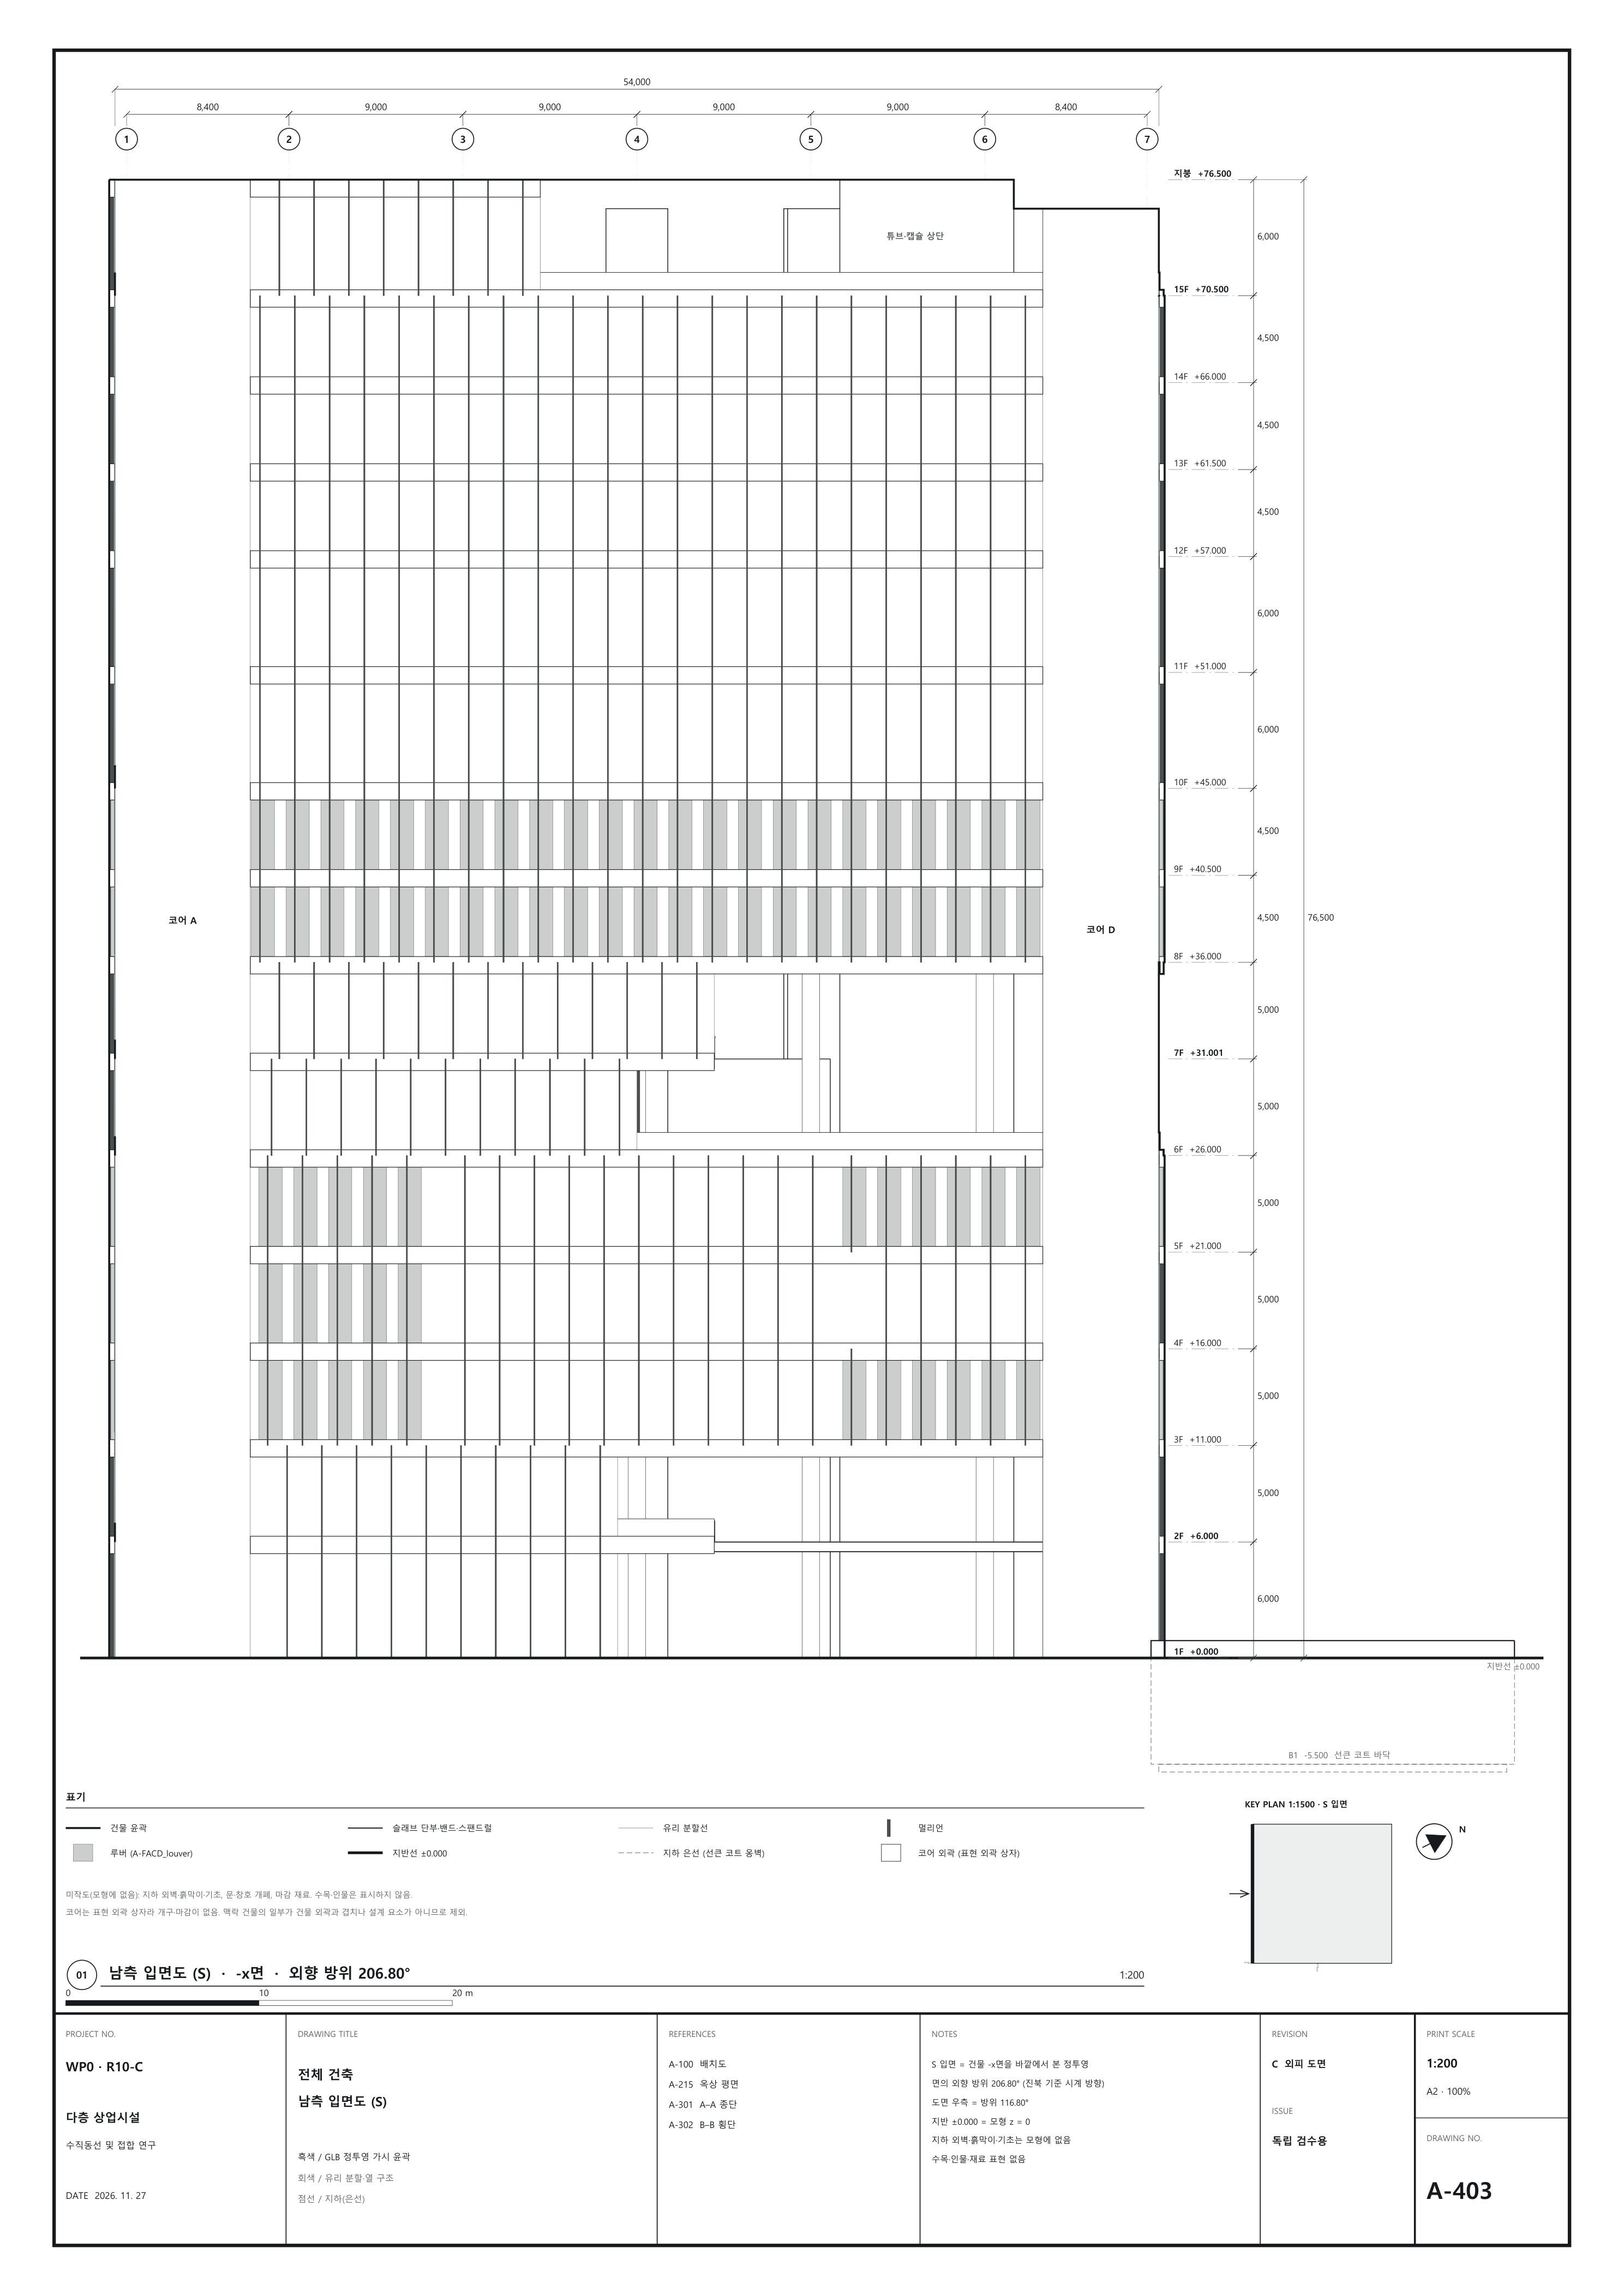 54,000
8,400 9,000 9,000 9,000 9,000 8,400
1 2 3 4 5 6 7
지붕 +76.500
튜브·캡슐 상단
6,000
15F +70.500
4,500
14F +66.000
4,500
13F +61.500
4,500
12F +57.000
6,000
11F +51.000
6,000
10F +45.000
4,500
9F +40.500
코어 A
4,500 76,500
코어 D
8F +36.000
5,000
7F +31.001
5,000
6F +26.000
5,000
5F +21.000
5,000
4F +16.000
5,000
3F +11.000
5,000
2F +6.000
6,000
1F +0.000
지반선 ±0.000
B1 -5.500 선큰 코트 바닥
표기
건물 윤곽
슬래브 단부·밴드·스팬드럴
유리 분할선
멀리언
루버 (A-FACD_louver)
지반선 ±0.000
지하 은선 (선큰 코트 옹벽)
코어 외곽 (표현 외곽 상자)
KEY PLAN 1:1500 · S 입면
N
미작도(모형에 없음): 지하 외벽·흙막이·기초, 문·창호 개폐, 마감 재료. 수목·인물은 표시하지 않음.
코어는 표현 외곽 상자라 개구·마감이 없음. 맥락 건물의 일부가 건물 외곽과 겹치나 설계 요소가 아니므로 제외.
01 남측 입면도 (S) · -x면 · 외향 방위 206.80° 1:200
0 10 20 m
PROJECT NO.
WP0 · R10-C
다층 상업시설
수직동선 및 접합 연구
DATE 2026. 11. 27
DRAWING TITLE
전체 건축
남측 입면도 (S)
흑색 / GLB 정투영 가시 윤곽
회색 / 유리 분할·열 구조
점선 / 지하(은선)
REFERENCES
A-100 배치도
A-215 옥상 평면
A-301 A–A 종단
A-302 B–B 횡단
NOTES
S 입면 = 건물 -x면을 바깥에서 본 정투영
면의 외향 방위 206.80° (진북 기준 시계 방향)
도면 우측 = 방위 116.80°
지반 ±0.000 = 모형 z = 0
지하 외벽·흙막이·기초는 모형에 없음
수목·인물·재료 표현 없음
REVISION
C 외피 도면
ISSUE
독립 검수용
PRINT SCALE
1:200
A2 · 100%
DRAWING NO.
A-403